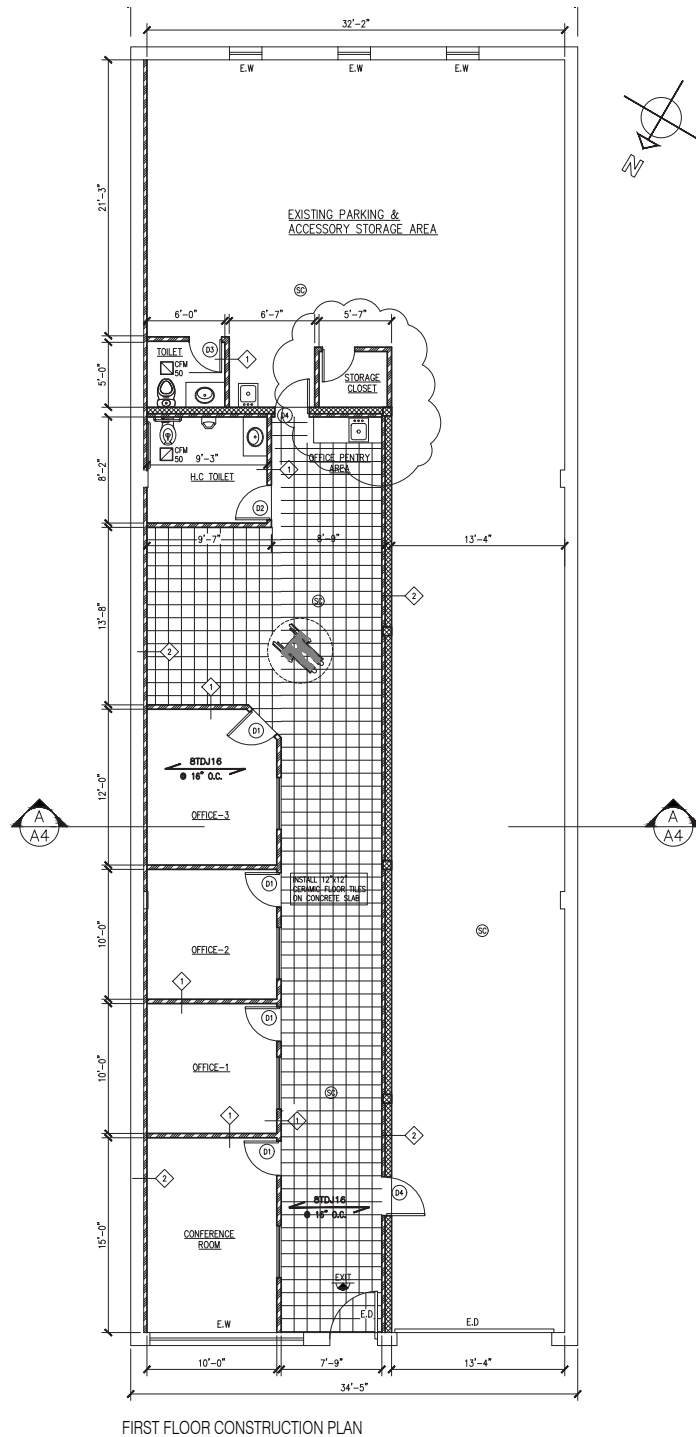 32'-2"
E.W
E.W
E.W
N
21'-3"
EXISTING PARKING &
ACCESSORY STORAGE AREA
SC
6'-0"
6'-7"
5'-7"
TOILET
D3
1
CFM
50
5'-0"
STORAGE
CLOSET
D4
CFM
50
9'-3"
OFFICE PENTRY
AREA
8'-2"
H.C TOILET
1
D2
9'-7"
8'-9"
13'-4"
13'-8"
SC
2
2
1
D1
8TDJ16
@ 16" O.C.
12'-0"
OFFICE-3
A
A4
A
A4
D1
INSTALL 12"x12"
CERAMIC FLOOR TILES
ON CONCRETE SLAB
SC
10'-0"
OFFICE-2
1
D1
10'-0"
OFFICE-1
SC
1
1
2
D1
2
8TDJ16
@ 16" O.C.
D4
15'-0"
CONFERENCE
ROOM
EXIT
E.W
E.D
E.D
10'-0"
7'-9"
13'-4"
34'-5"
FIRST FLOOR CONSTRUCTION PLAN